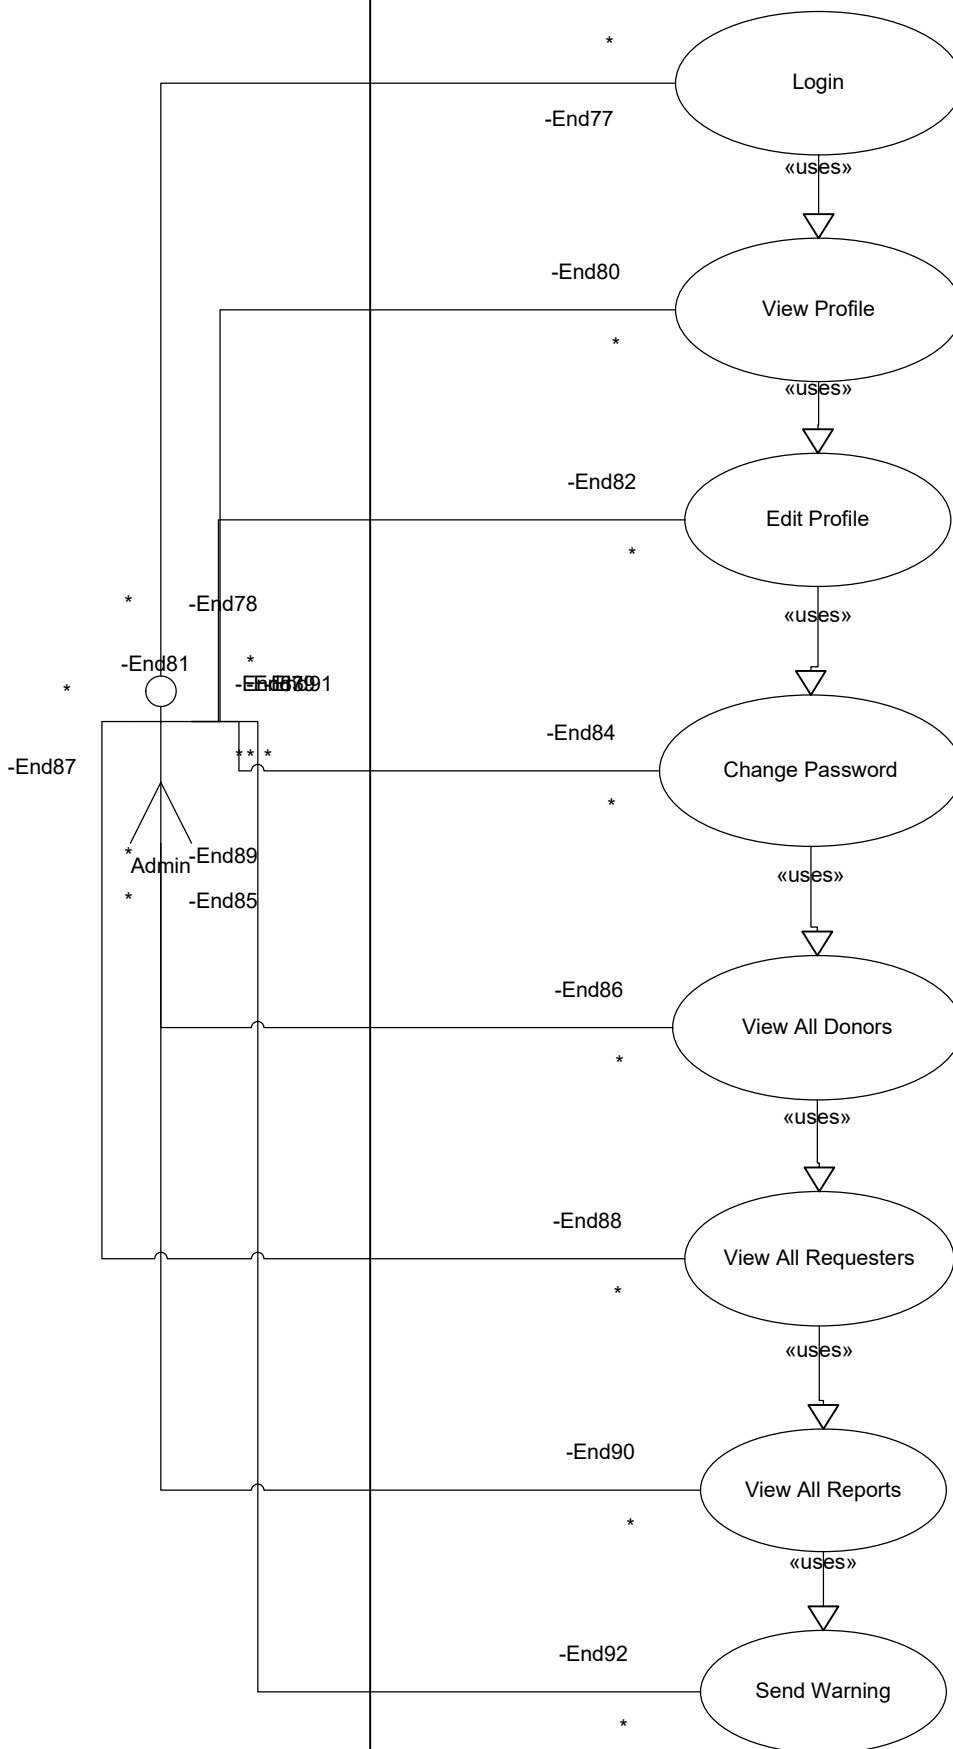 *
Login
-End77
«uses»
-End80
View Profile
*
«uses»
-End82
Edit Profile
*
* -End78
«uses»
-End81 *
*
-End84
-End87
* * *
Change Password
*
* -End89
Admin
«uses»
* -End85
-End86
View All Donors
*
«uses»
-End88
View All Requesters
*
«uses»
-End90
View All Reports
*
«uses»
-End92
Send Warning
*